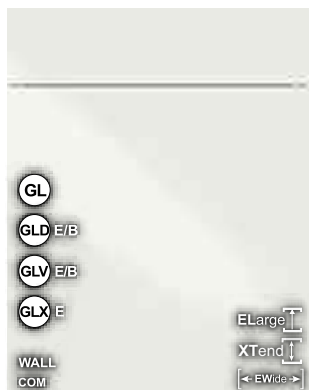 GL
GLD E/B
GLV E/B
GLX E
WALL
COM
ELarge
XTend
EWide